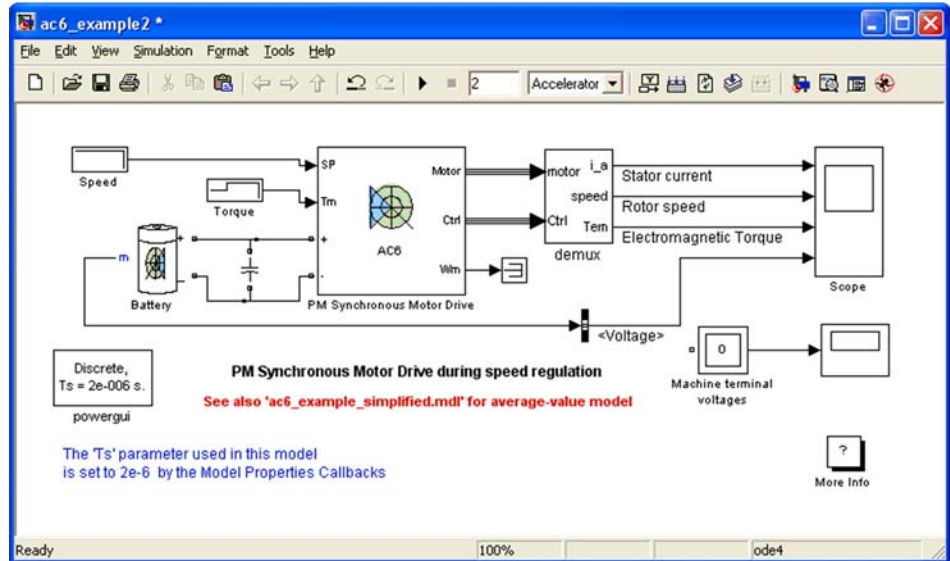 ac6_example2 *
File Edit View Simulation Format Tools Help
2 Accelerator
Speed
Torque
m
+
-
Battery
SP
Tm
+
-
Motor
Ctrl
Wm
AC6
PM Synchronous Motor Drive
motor
Ctrl
i_a
speed
Tem
demux
Stator current
Rotor speed
Electromagnetic Torque
Scope
<Voltage>
0
Machine terminal
voltages
Discrete,
Ts = 2e-006 s.
powergui
PM Synchronous Motor Drive during speed regulation
See also 'ac6_example_simplified.mdl' for average-value model
The 'Ts' parameter used in this model
is set to 2e-6 by the Model Properties Callbacks
?
More Info
Ready 100% ode4